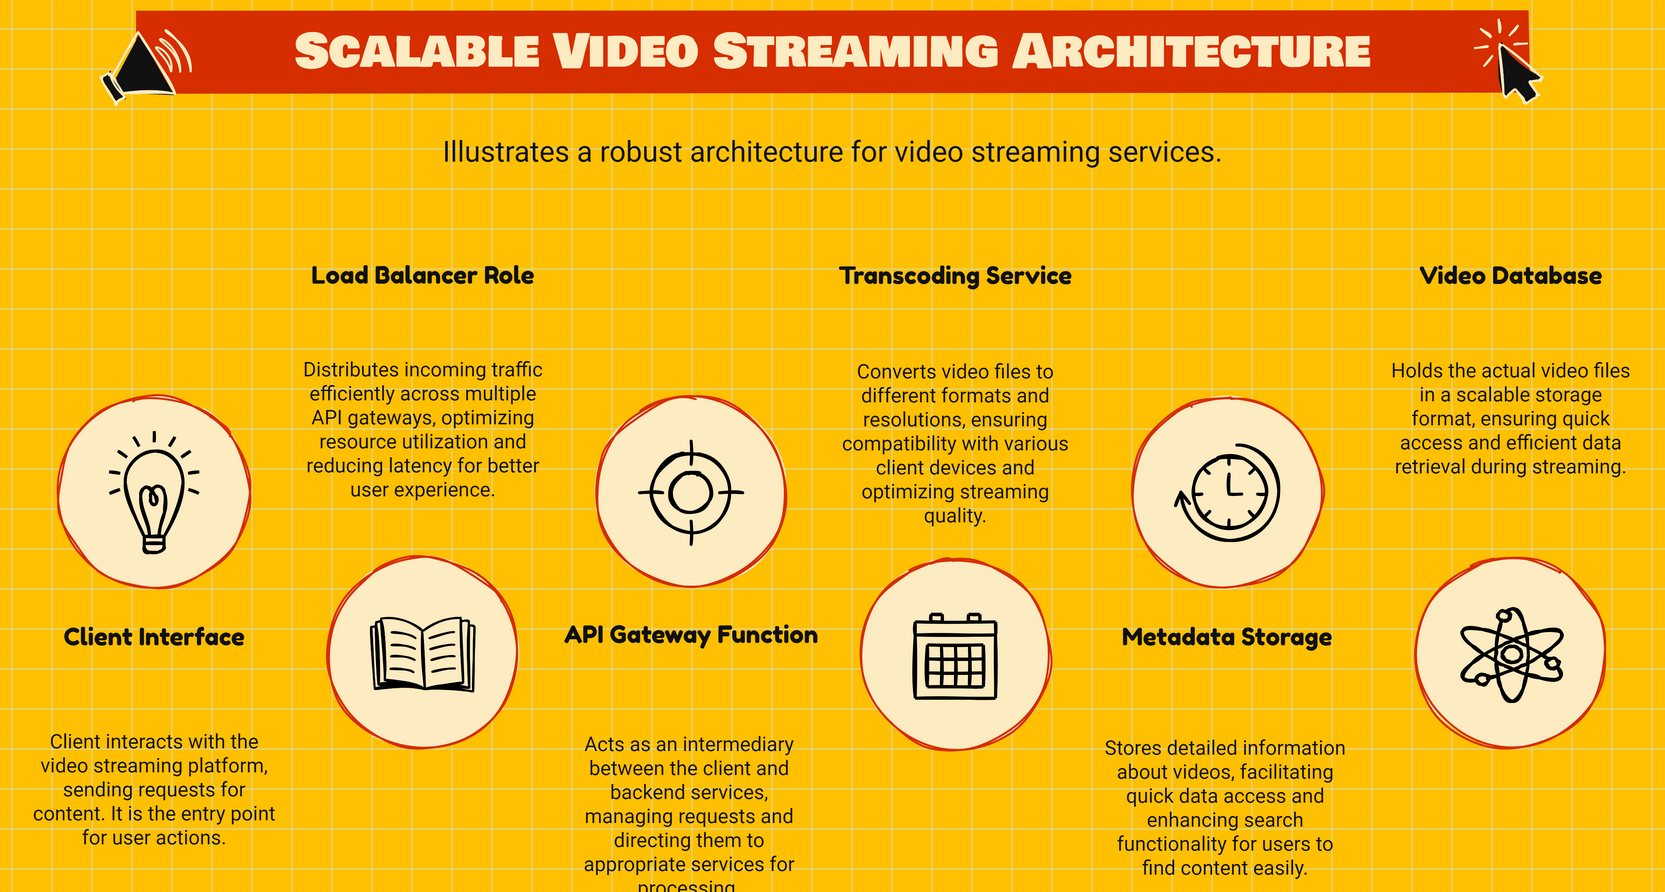 Scalable Video Streaming Architecture
Illustrates a robust architecture for video streaming services.
Client Interface
Client interacts with the
video streaming platform,
sending requests for
content. It is the entry point
for user actions.
Load Balancer Role
Distributes incoming traffic
efficiently across multiple
API gateways, optimizing
resource utilization and
reducing latency for better
user experience.
API Gateway Function
Acts as an intermediary
between the client and
backend services,
managing requests and
directing them to
appropriate services for
processing.
Transcoding Service
Converts video files to
different formats and
resolutions, ensuring
compatibility with various
client devices and
optimizing streaming
quality.
Metadata Storage
Stores detailed information
about videos, facilitating
quick data access and
enhancing search
functionality for users to
find content easily.
Video Database
Holds the actual video files
in a scalable storage
format, ensuring quick
access and efficient data
retrieval during streaming.